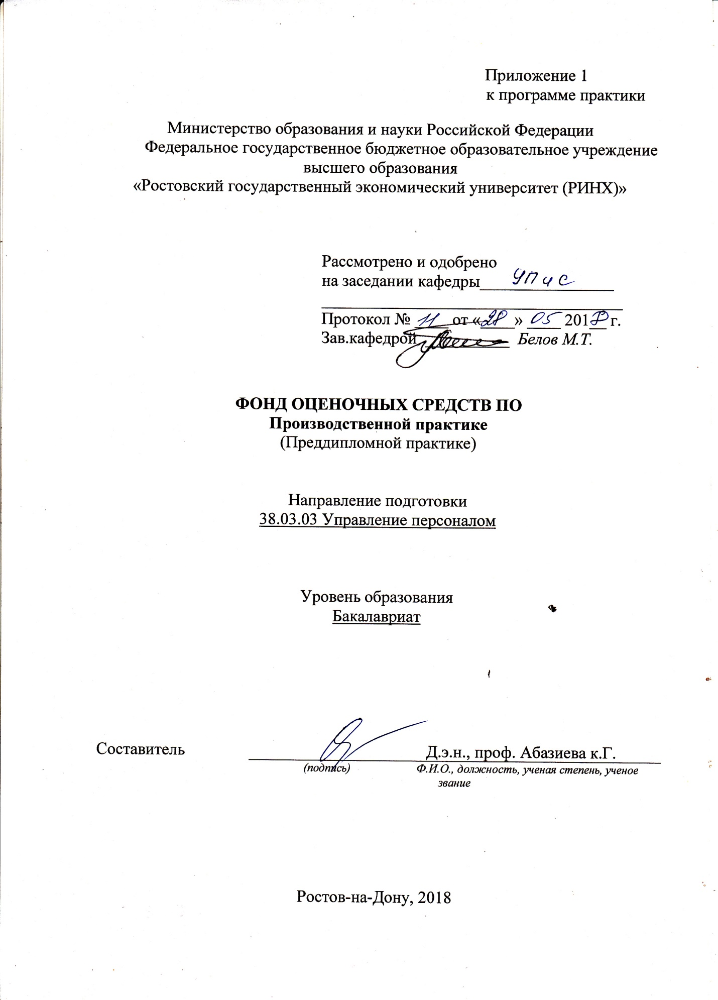 Приложение 1
к программе практики
Министерство образования и науки Российской Федерации
Федеральное государственное бюджетное образовательное учреждение
высшего образования
«Ростовский государственный экономический университет (РИНХ)»
Рассмотрено и одобрено
на заседании кафедры УПиС
Протокол № 11 от «28» 05 2018 г.
Зав.кафедрой Белов М.Т.
ФОНД ОЦЕНОЧНЫХ СРЕДСТВ ПО
Производственной практике
(Преддипломной практике)
Направление подготовки
38.03.03 Управление персоналом
Уровень образования
Бакалавриат
Составитель Д.э.н., проф. Абазиева к.Г.
(подпись) Ф.И.О., должность, ученая степень, ученое
звание
Ростов-на-Дону, 2018